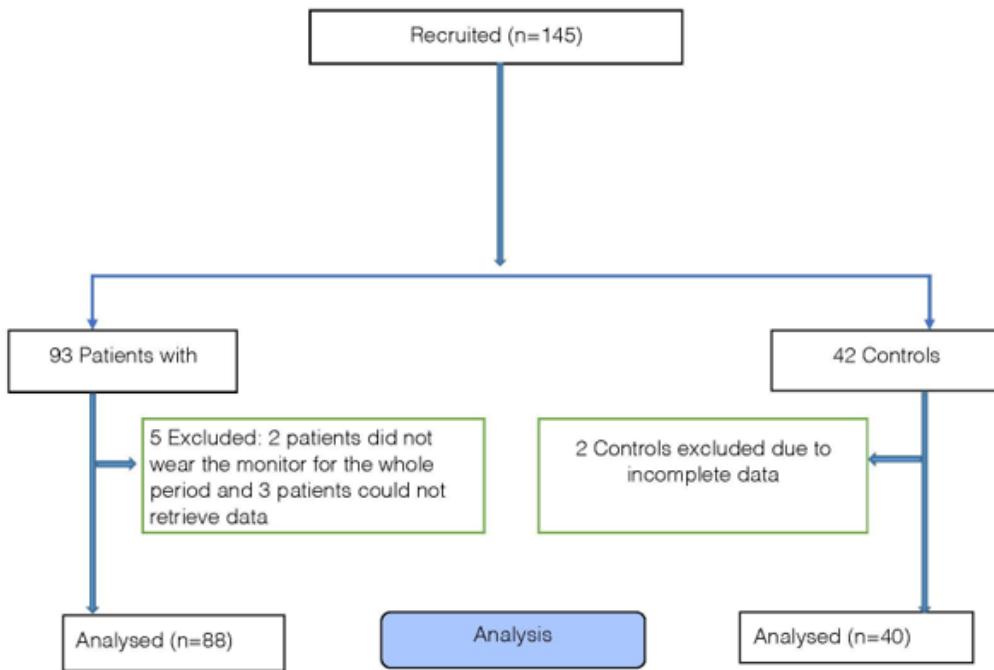 Recruited (n=145)
93 Patients with
42 Controls
5 Excluded: 2 patients did not
wear the monitor for the whole
period and 3 patients could not
retrieve data
2 Controls excluded due to
incomplete data
Analysed (n=88)
Analysis
Analysed (n=40)